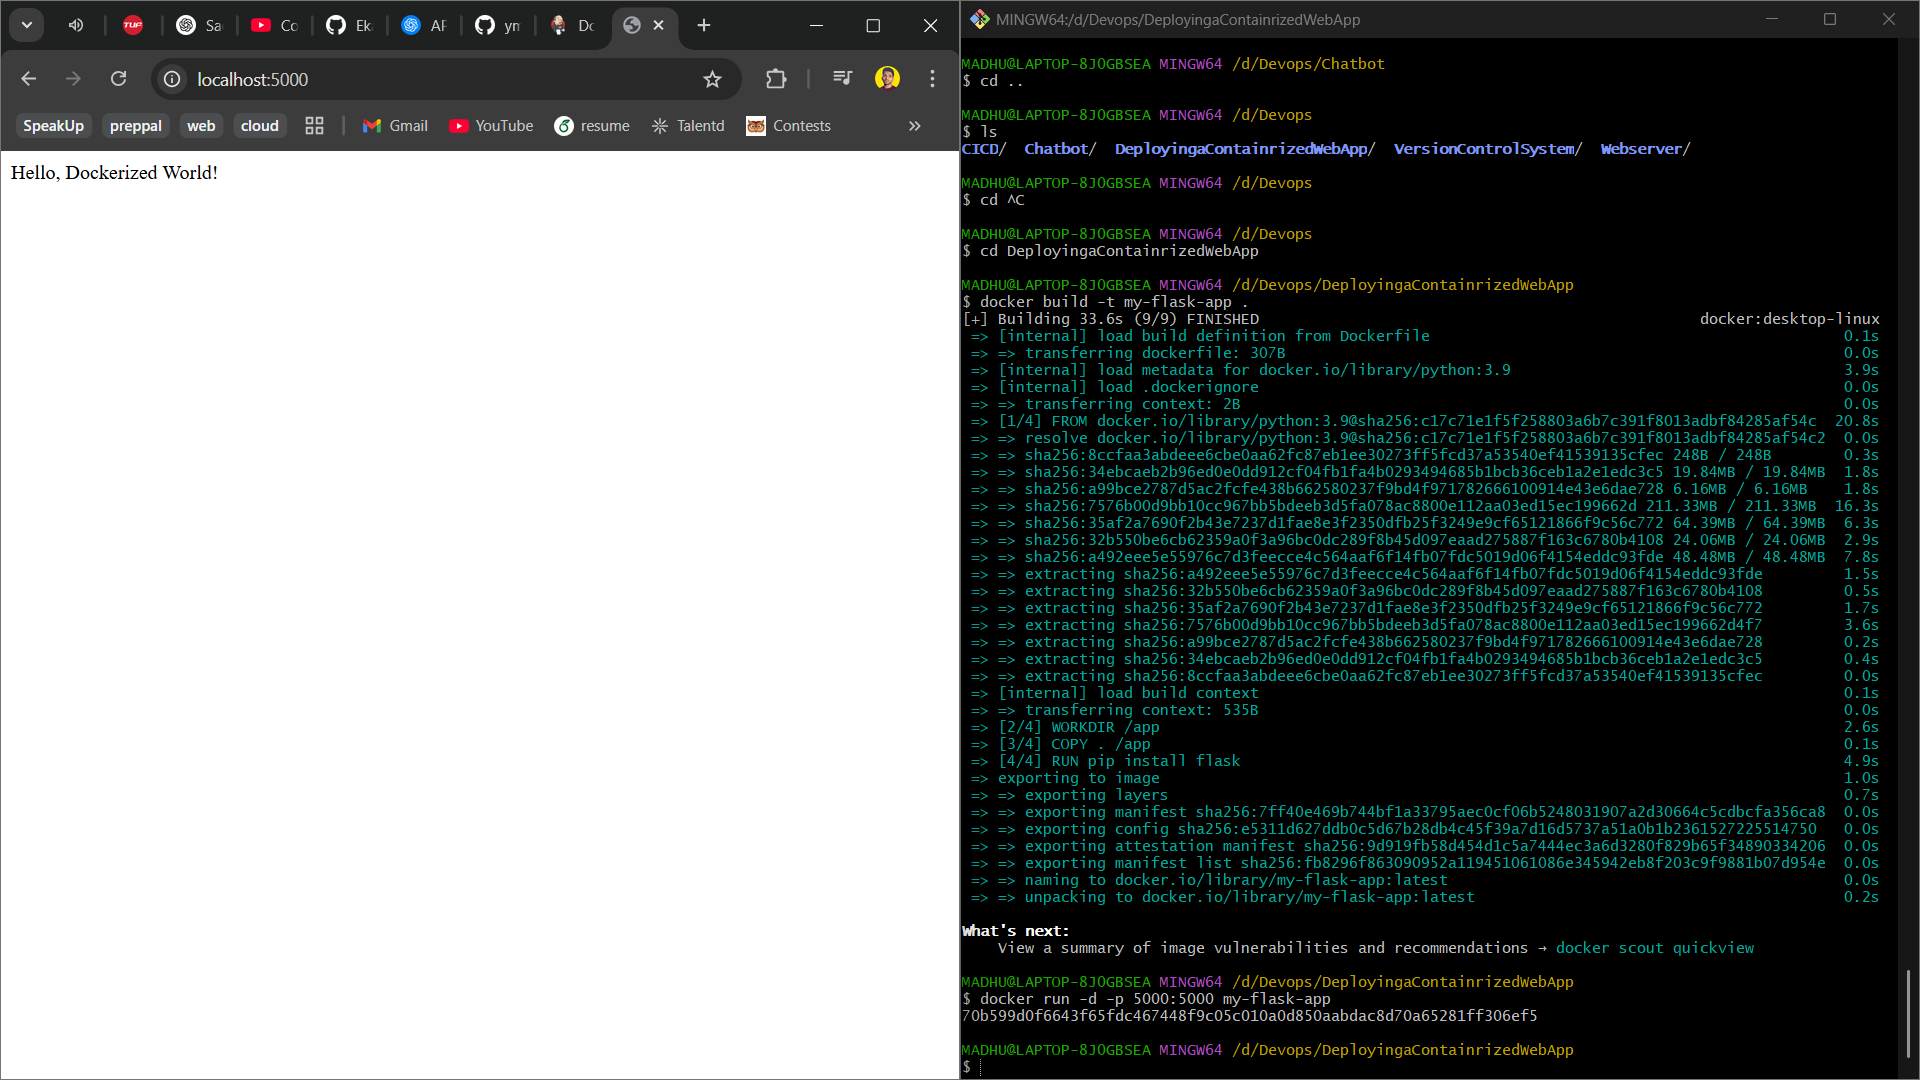 Sa
Co
Ek
AF
yn
Dc
localhost:5000
SpeakUp preppal web cloud Gmail YouTube resume Talentd Contests
Hello, Dockerized World!
MINGW64:/d/Devops/DeployingaContainrizedWebApp
MADHU@LAPTOP-8JOGBSEA MINGW64 /d/Devops/Chatbot
$ cd ..
MADHU@LAPTOP-8JOGBSEA MINGW64 /d/Devops
$ ls
CICD/  Chatbot/  DeployingaContainrizedWebApp/  VersionControlSystem/  Webserver/
MADHU@LAPTOP-8JOGBSEA MINGW64 /d/Devops
$ cd ^C
MADHU@LAPTOP-8JOGBSEA MINGW64 /d/Devops
$ cd DeployingaContainrizedWebApp
MADHU@LAPTOP-8JOGBSEA MINGW64 /d/Devops/DeployingaContainrizedWebApp
$ docker build -t my-flask-app .
[+] Building 33.6s (9/9) FINISHED docker:desktop-linux
=> [internal] load build definition from Dockerfile 0.1s
=> => transferring dockerfile: 307B 0.0s
=> [internal] load metadata for docker.io/library/python:3.9 3.9s
=> [internal] load .dockerignore 0.0s
=> => transferring context: 2B 0.0s
=> [1/4] FROM docker.io/library/python:3.9@sha256:c17c71e1f5f258803a6b7c391f8013adbf84285af54c 20.8s
=> => resolve docker.io/library/python:3.9@sha256:c17c71e1f5f258803a6b7c391f8013adbf84285af54c2 0.0s
=> => sha256:8ccfaa3abdeee6cbe0aa62fc87eb1ee30273ff5fcd37a53540ef41539135cfec 248B / 248B 0.3s
=> => sha256:34ebcaeb2b96ed0e0dd912cf04fb1fa4b0293494685b1bcb36ceb1a2e1edc3c5 19.84MB / 19.84MB 1.8s
=> => sha256:a99bce2787d5ac2fcfe438b662580237f9bd4f971782666100914e43e6dae728 6.16MB / 6.16MB 1.8s
=> => sha256:7576b00d9bb10cc967bb5bdeeb3d5fa078ac8800e112aa03ed15ec199662d 211.33MB / 211.33MB 16.3s
=> => sha256:35af2a7690f2b43e7237d1fae8e3f2350dfb25f3249e9cf65121866f9c56c772 64.39MB / 64.39MB 6.3s
=> => sha256:32b550be6cb62359a0f3a96bc0dc289f8b45d097eaad275887f163c6780b4108 24.06MB / 24.06MB 2.9s
=> => sha256:a492eee5e55976c7d3feecce4c564aaf6f14fb07fdc5019d06f4154eddc93fde 48.48MB / 48.48MB 7.8s
=> => extracting sha256:a492eee5e55976c7d3feecce4c564aaf6f14fb07fdc5019d06f4154eddc93fde 1.5s
=> => extracting sha256:32b550be6cb62359a0f3a96bc0dc289f8b45d097eaad275887f163c6780b4108 0.5s
=> => extracting sha256:35af2a7690f2b43e7237d1fae8e3f2350dfb25f3249e9cf65121866f9c56c772 1.7s
=> => extracting sha256:7576b00d9bb10cc967bb5bdeeb3d5fa078ac8800e112aa03ed15ec199662d4f7 3.6s
=> => extracting sha256:a99bce2787d5ac2fcfe438b662580237f9bd4f971782666100914e43e6dae728 0.2s
=> => extracting sha256:34ebcaeb2b96ed0e0dd912cf04fb1fa4b0293494685b1bcb36ceb1a2e1edc3c5 0.4s
=> => extracting sha256:8ccfaa3abdeee6cbe0aa62fc87eb1ee30273ff5fcd37a53540ef41539135cfec 0.0s
=> [internal] load build context 0.1s
=> => transferring context: 535B 0.0s
=> [2/4] WORKDIR /app 2.6s
=> [3/4] COPY . /app 0.1s
=> [4/4] RUN pip install flask 4.9s
=> exporting to image 1.0s
=> => exporting layers 0.7s
=> => exporting manifest sha256:7ff40e469b744bf1a33795aec0cf06b5248031907a2d30664c5cdbcfa356ca8 0.0s
=> => exporting config sha256:e5311d627ddb0c5d67b28db4c45f39a7d16d5737a51a0b1b2361527225514750 0.0s
=> => exporting attestation manifest sha256:9d919fb58d454d1c5a7444ec3a6d3280f829b65f34890334206 0.0s
=> => exporting manifest list sha256:fb8296f863090952a119451061086e345942eb8f203c9f9881b07d954e 0.0s
=> => naming to docker.io/library/my-flask-app:latest 0.0s
=> => unpacking to docker.io/library/my-flask-app:latest 0.2s
What's next:
View a summary of image vulnerabilities and recommendations → docker scout quickview
MADHU@LAPTOP-8JOGBSEA MINGW64 /d/Devops/DeployingaContainrizedWebApp
$ docker run -d -p 5000:5000 my-flask-app
70b599d0f6643f65fdc467448f9c05c010a0d850aabdac8d70a65281ff306ef5
MADHU@LAPTOP-8JOGBSEA MINGW64 /d/Devops/DeployingaContainrizedWebApp
$